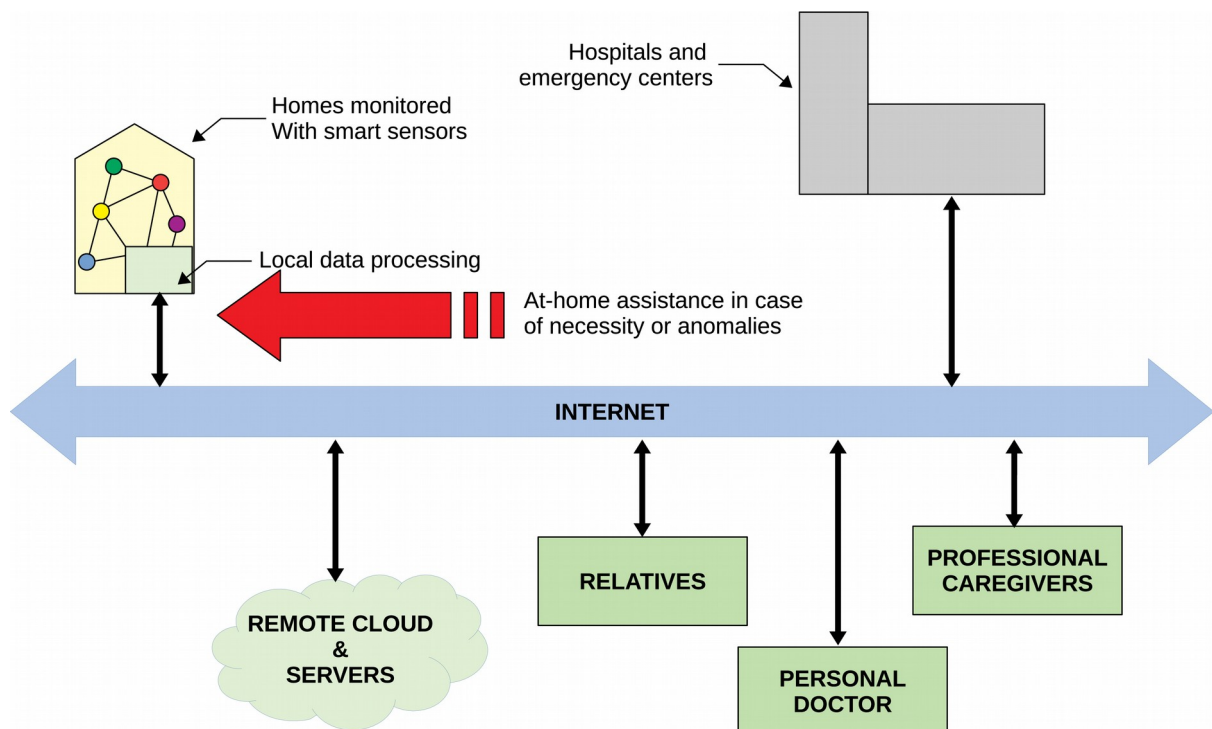 Hospitals and
emergency centers
Homes monitored
With smart sensors
Local data processing
At-home assistance in case
of necessity or anomalies
INTERNET
REMOTE CLOUD
&
SERVERS
RELATIVES
PROFESSIONAL
CAREGIVERS
PERSONAL
DOCTOR